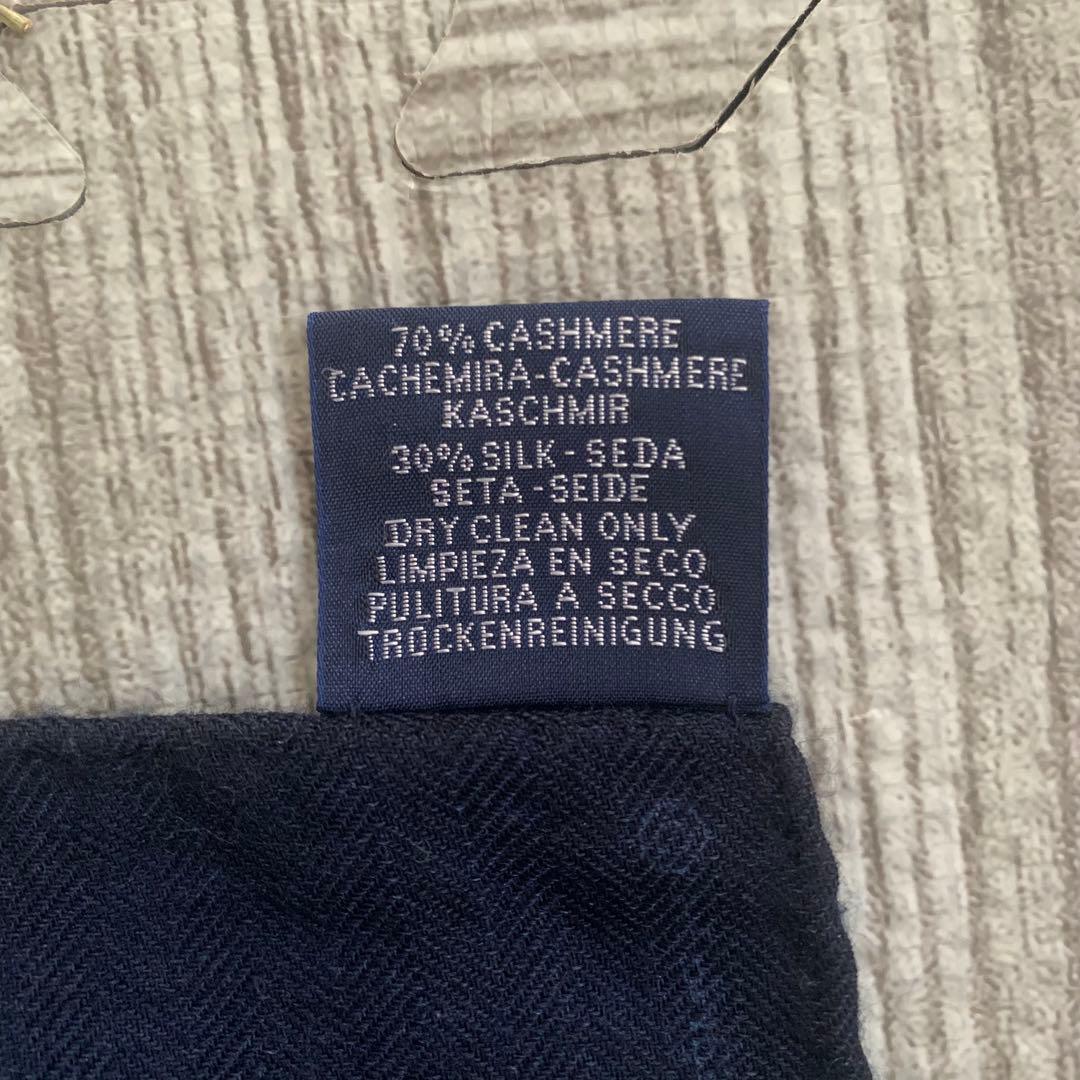 70% CASHMERE
CACHEMIRA-CASHMERE
KASCHMIR
30% SILK - SEDA
SETA - SEIDE
DRY CLEAN ONLY
LIMPIEZA EN SECO
PULITURA A SECCO
TROCKENREINIGUNG